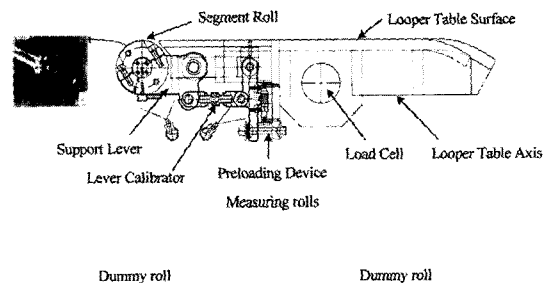 Segment Roll
Looper Table Surface
Support Lever
Lever Calibrator
Preloading Device
Load Cell
Looper Table Axis
Measuring rolls
Dummy roll
Dummy roll